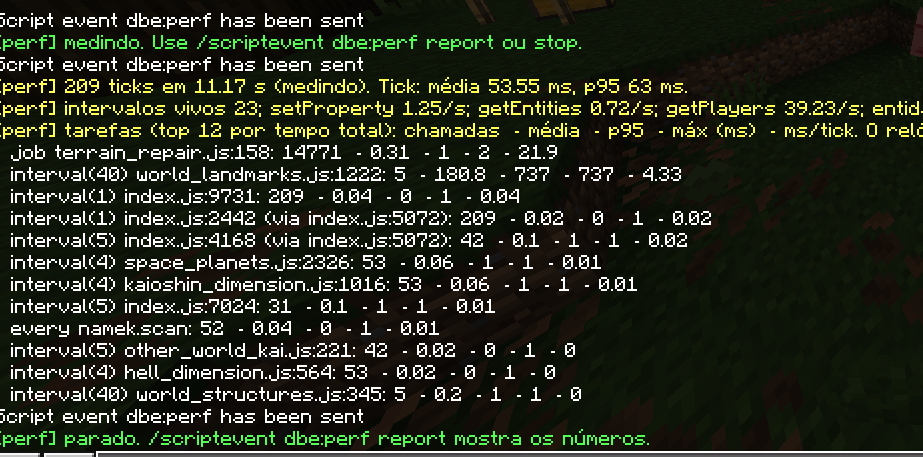 Script event dbe:perf has been sent
[perf] medindo. Use /scriptevent dbe:perf report ou stop.
Script event dbe:perf has been sent
[perf] 209 ticks em 11.17 s (medindo). Tick: média 53.55 ms, p95 63 ms.
[perf] intervalos vivos 23; setProperty 1.25/s; getEntities 0.72/s; getPlayers 39.23/s; entid.
[perf] tarefas (top 12 por tempo total): chamadas - média - p95 - máx (ms) - ms/tick. O reló
job terrain_repair.js:158: 14771 - 0.31 - 1 - 2 - 21.9
interval(40) world_landmarks.js:1222: 5 - 180.8 - 737 - 737 - 4.33
interval(1) index.js:9731: 209 - 0.04 - 0 - 1 - 0.04
interval(1) index.js:2442 (via index.js:5072): 209 - 0.02 - 0 - 1 - 0.02
interval(5) index.js:4168 (via index.js:5072): 42 - 0.1 - 1 - 1 - 0.02
interval(4) space_planets.js:2326: 53 - 0.06 - 1 - 1 - 0.01
interval(4) kaioshin_dimension.js:1016: 53 - 0.06 - 1 - 1 - 0.01
interval(5) index.js:7024: 31 - 0.1 - 1 - 1 - 0.01
every namek.scan: 52 - 0.04 - 0 - 1 - 0.01
interval(5) other_world_kai.js:221: 42 - 0.02 - 0 - 1 - 0
interval(4) hell_dimension.js:564: 53 - 0.02 - 0 - 1 - 0
interval(40) world_structures.js:345: 5 - 0.2 - 1 - 1 - 0
Script event dbe:perf has been sent
[perf] parado. /scriptevent dbe:perf report mostra os números.